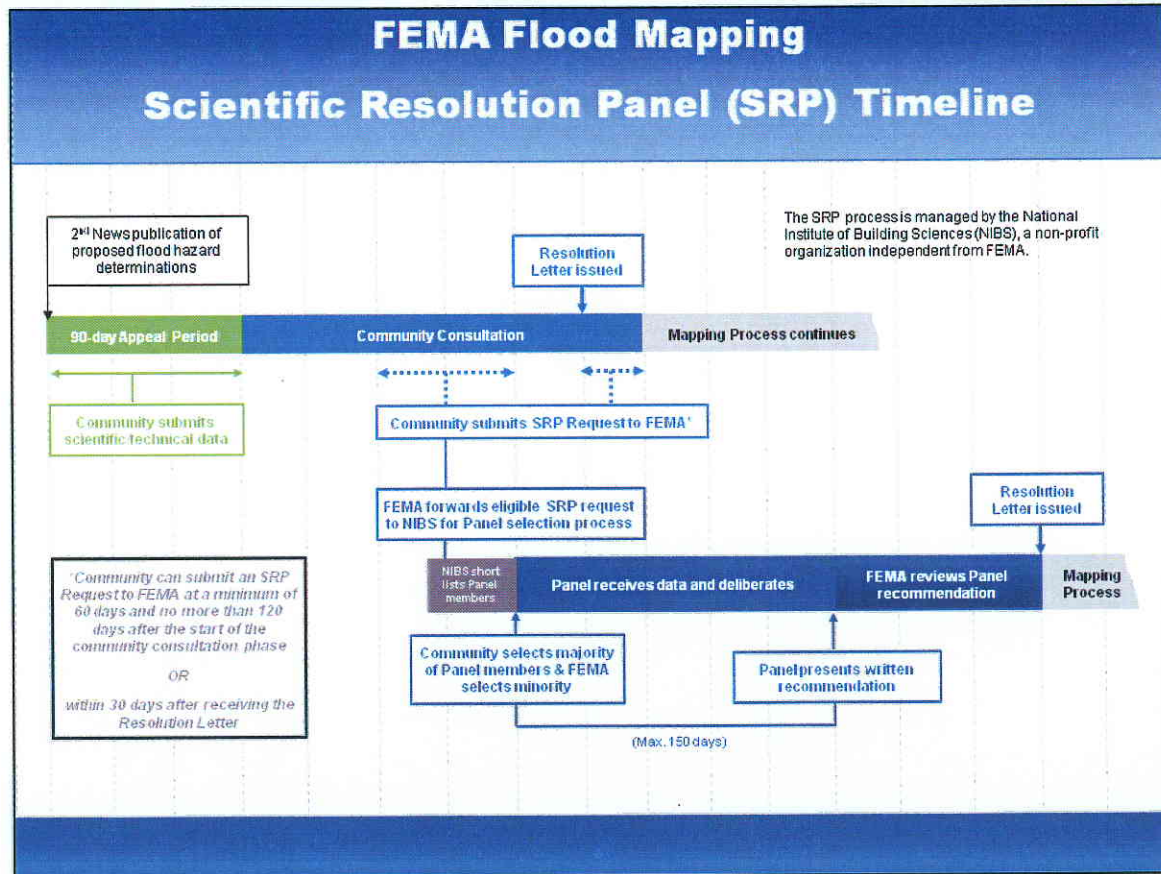 FEMA Flood Mapping
Scientific Resolution Panel (SRP) Timeline
2nd News publication of
proposed flood hazard
determinations
Resolution
Letter issued
The SRP process is managed by the National
Institute of Building Sciences (NIBS), a non-profit
organization independent from FEMA.
90-day Appeal Period
Community Consultation
Mapping Process continues
Community submits
scientific technical data
Community submits SRP Request to FEMA*
FEMA forwards eligible SRP request
to NIBS for Panel selection process
Resolution
Letter issued
NIBS short
lists Panel
members
Panel receives data and deliberates
FEMA reviews Panel
recommendation
Mapping
Process
*Community can submit an SRP
Request to FEMA at a minimum of
60 days and no more than 120
days after the start of the
community consultation phase
OR
within 30 days after receiving the
Resolution Letter
Community selects majority
of Panel members & FEMA
selects minority
Panel presents written
recommendation
(Max. 150 days)